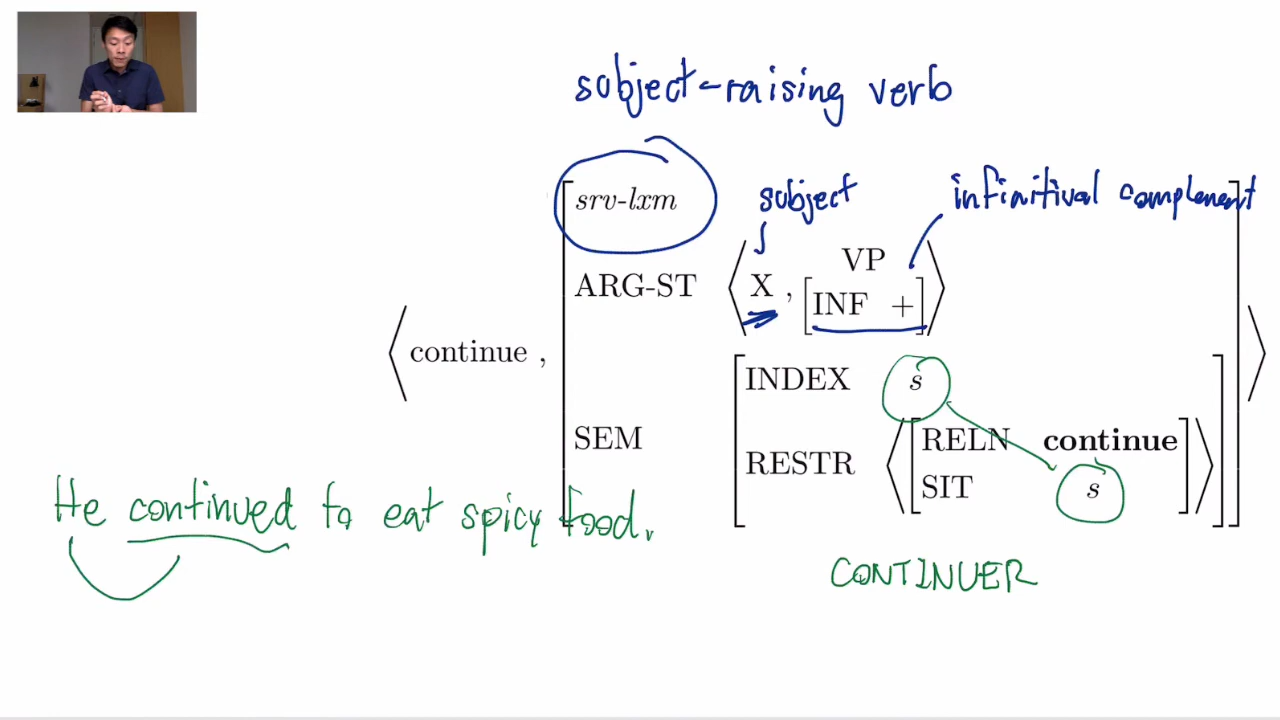 subject-raising verb
srv-lxm
subject
infinitival complement
ARG-ST ⟨ X , VP [INF +] ⟩
⟨ continue ,
INDEX s
SEM
RESTR ⟨ [RELN continue
SIT s] ⟩ ⟩
He continued to eat spicy food.
CONTINUER